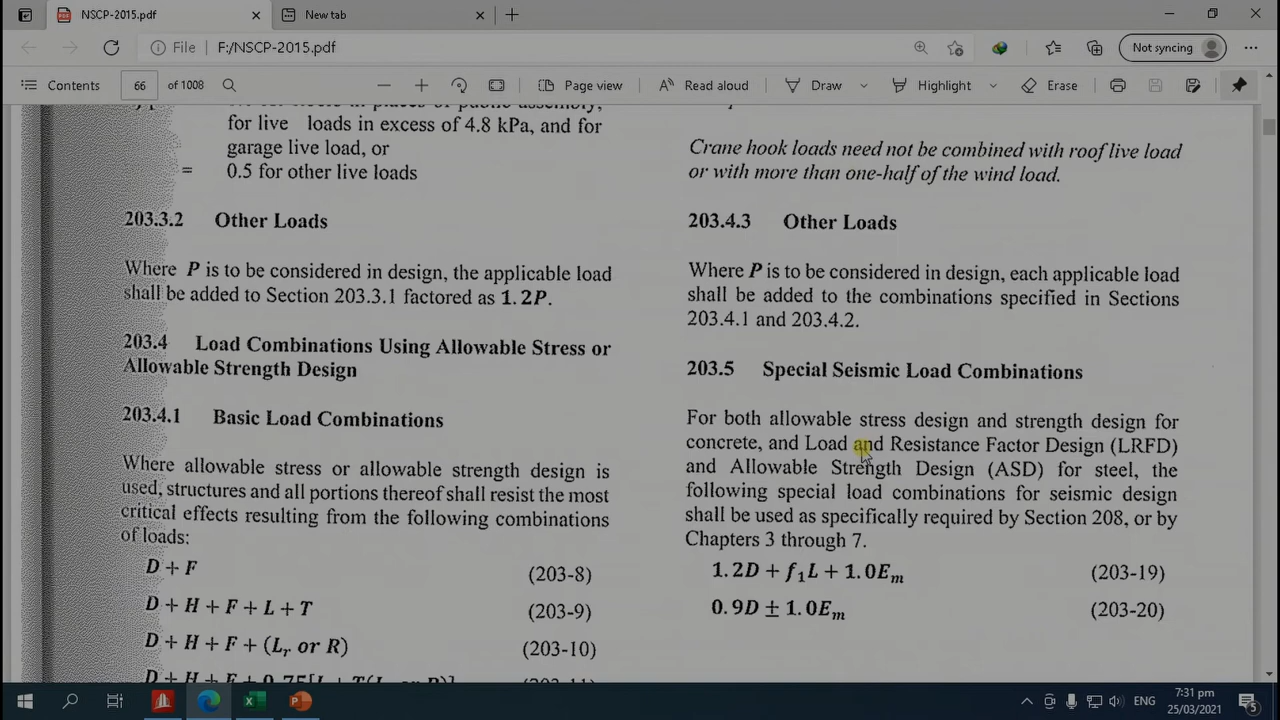 NSCP-2015.pdf
New tab
File
F:/NSCP-2015.pdf
Not syncing
Contents
66
of 1008
Page view
Read aloud
Draw
Highlight
Erase
in places of public assembly,
for live loads in excess of 4.8 kPa, and for
garage live load, or
= 0.5 for other live loads
203.3.2 Other Loads
Where P is to be considered in design, the applicable load
shall be added to Section 203.3.1 factored as 1.2P.
203.4 Load Combinations Using Allowable Stress or
Allowable Strength Design
203.4.1 Basic Load Combinations
Where allowable stress or allowable strength design is
used, structures and all portions thereof shall resist the most
critical effects resulting from the following combinations
of loads:
D + F (203-8)
D + H + F + L + T (203-9)
D + H + F + (Lr or R) (203-10)
D + H + F + 0.75[L + T(Lr or R)] (203-11)
Crane hook loads need not be combined with roof live load
or with more than one-half of the wind load.
203.4.3 Other Loads
Where P is to be considered in design, each applicable load
shall be added to the combinations specified in Sections
203.4.1 and 203.4.2.
203.5 Special Seismic Load Combinations
For both allowable stress design and strength design for
concrete, and Load and Resistance Factor Design (LRFD)
and Allowable Strength Design (ASD) for steel, the
following special load combinations for seismic design
shall be used as specifically required by Section 208, or by
Chapters 3 through 7.
1.2D + f₁L + 1.0Eₘ (203-19)
0.9D ± 1.0Eₘ (203-20)
ENG
7:31 pm
25/03/2021
5